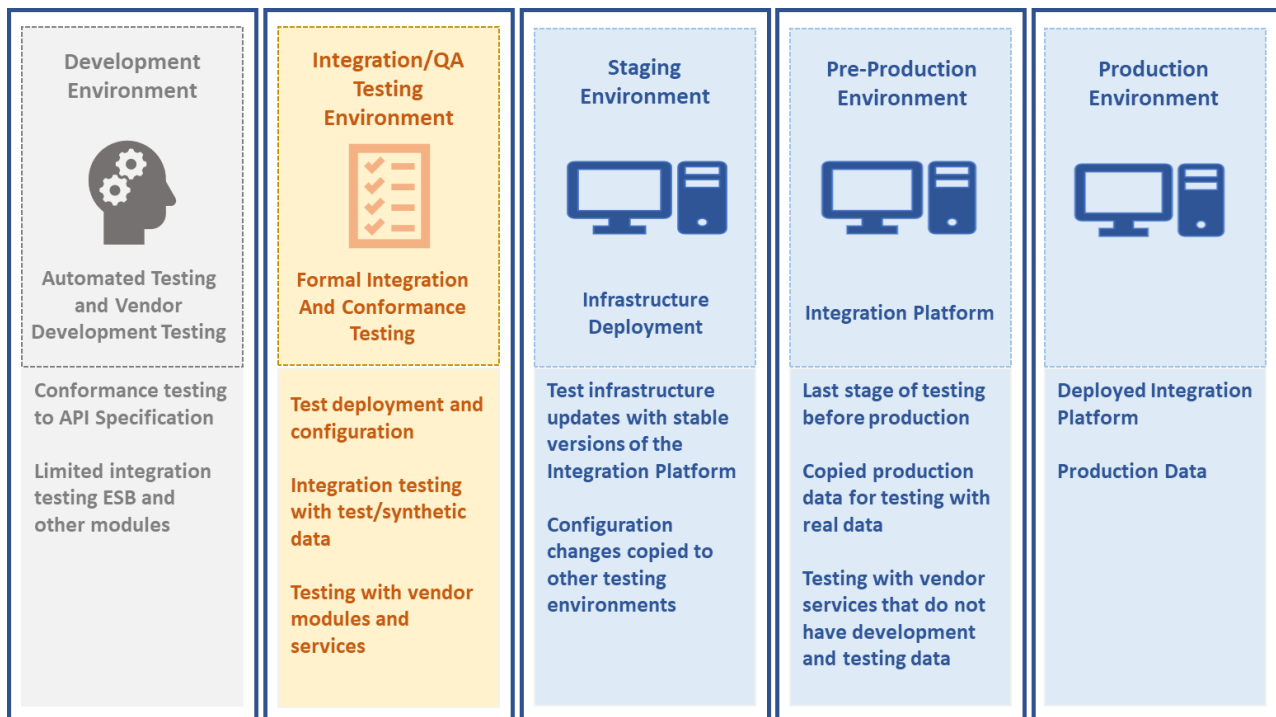 Development
Environment
Automated Testing
and Vendor
Development Testing
Conformance testing
to API Specification
Limited integration
testing ESB and
other modules
Integration/QA
Testing
Environment
Formal Integration
And Conformance
Testing
Test deployment and
configuration
Integration testing
with test/synthetic
data
Testing with vendor
modules and
services
Staging
Environment
Infrastructure
Deployment
Test infrastructure
updates with stable
versions of the
Integration Platform
Configuration
changes copied to
other testing
environments
Pre-Production
Environment
Integration Platform
Last stage of testing
before production
Copied production
data for testing with
real data
Testing with vendor
services that do not
have development
and testing data
Production
Environment
Deployed Integration
Platform
Production Data